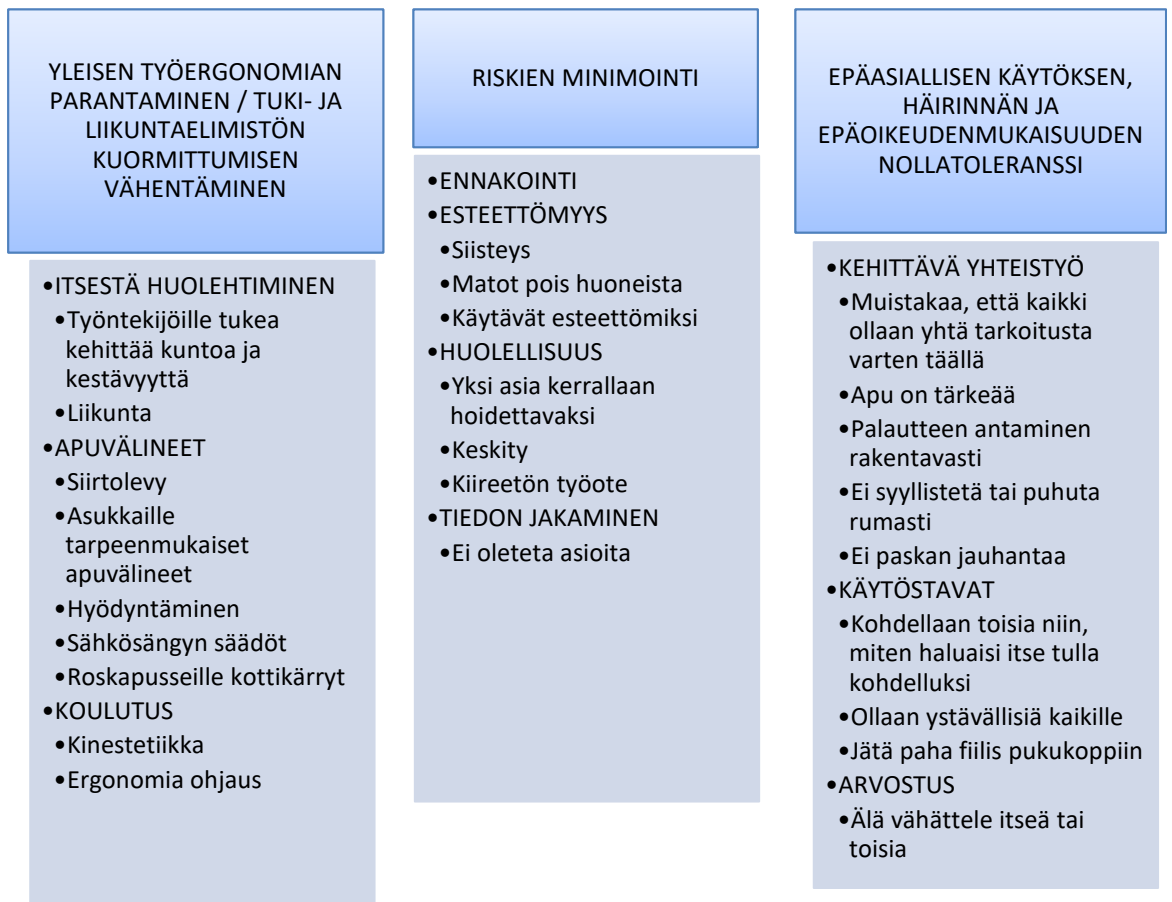 YLEISEN TYÖERGONOMIAN
PARANTAMINEN / TUKI- JA
LIIKUNTAELIMISTÖN
KUORMITTUMISEN
VÄHENTÄMINEN
•ITSESTÄ HUOLEHTIMINEN
•Työntekijöille tukea
kehittää kuntoa ja
kestävyyttä
•Liikunta
•APUVÄLINEET
•Siirtolevy
•Asukkaille
tarpeenmukaiset
apuvälineet
•Hyödyntäminen
•Sähkösängyn säädöt
•Roskapusseille kottikärryt
•KOULUTUS
•Kinestetiikka
•Ergonomia ohjaus
RISKIEN MINIMOINTI
•ENNAKOINTI
•ESTEETTÖMYYS
•Siisteys
•Matot pois huoneista
•Käytävät esteettömiksi
•HUOLELLISUUS
•Yksi asia kerrallaan
hoidettavaksi
•Keskity
•Kiireetön työote
•TIEDON JAKAMINEN
•Ei oleteta asioita
EPÄASIALLISEN KÄYTÖKSEN,
HÄIRINNÄN JA
EPÄOIKEUDENMUKAISUUDEN
NOLLATOLERANSSI
•KEHITTÄVÄ YHTEISTYÖ
•Muistakaa, että kaikki
ollaan yhtä tarkoitusta
varten täällä
•Apu on tärkeää
•Palautteen antaminen
rakentavasti
•Ei syyllistetä tai puhuta
rumasti
•Ei paskan jauhantaa
•KÄYTÖSTAVAT
•Kohdellaan toisia niin,
miten haluaisi itse tulla
kohdelluksi
•Ollaan ystävällisiä kaikille
•Jätä paha fiilis pukukoppiin
•ARVOSTUS
•Älä vähättele itseä tai
toisia